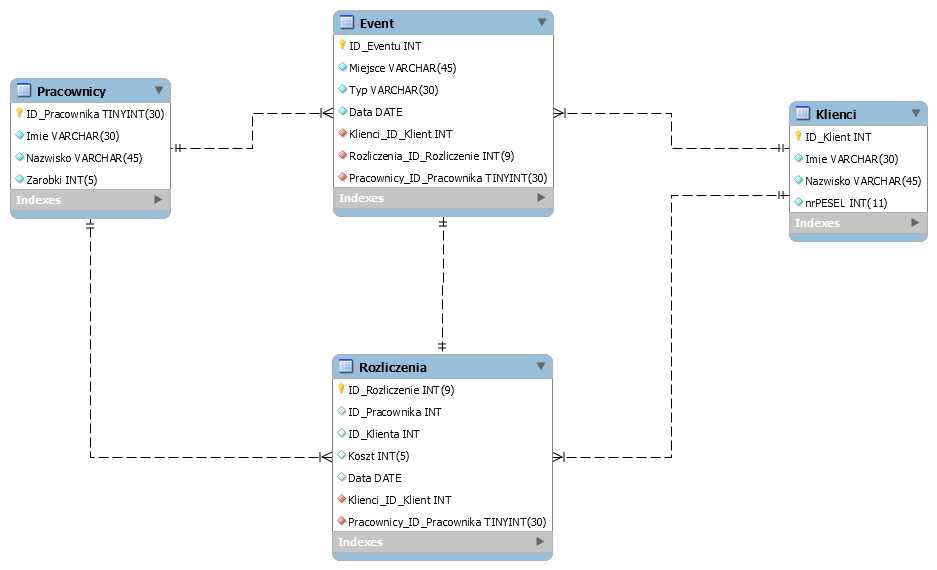 Event
ID_Eventu INT
Miejsce VARCHAR(45)
Typ VARCHAR(30)
Data DATE
Klienci_ID_Klient INT
Rozliczenia_ID_Rozliczenie INT(9)
Pracownicy_ID_Pracownika TINYINT(30)
Indexes
Pracownicy
ID_Pracownika TINYINT(30)
Imie VARCHAR(30)
Nazwisko VARCHAR(45)
Zarobki INT(5)
Indexes
Klienci
ID_Klient INT
Imie VARCHAR(30)
Nazwisko VARCHAR(45)
nrPESEL INT(11)
Indexes
Rozliczenia
ID_Rozliczenie INT(9)
ID_Pracownika INT
ID_Klienta INT
Koszt INT(5)
Data DATE
Klienci_ID_Klient INT
Pracownicy_ID_Pracownika TINYINT(30)
Indexes